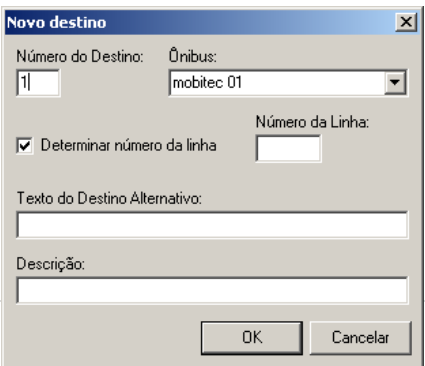 Novo destino
Número do Destino: Ônibus:
1 mobitec 01
Número da Linha:
Determinar número da linha
Texto do Destino Alternativo:
Descrição:
OK Cancelar